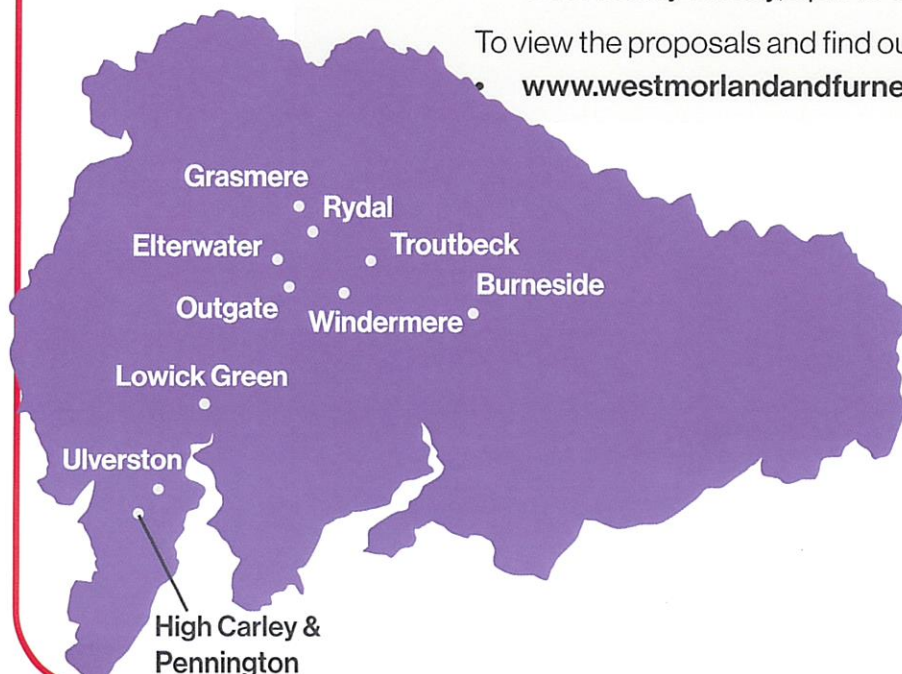 To view the proposals and find ou
• www.westmorlandandfurne
Grasmere
Rydal
Elterwater
Troutbeck
Outgate
Burneside
Windermere
Lowick Green
Ulverston
High Carley &
Pennington